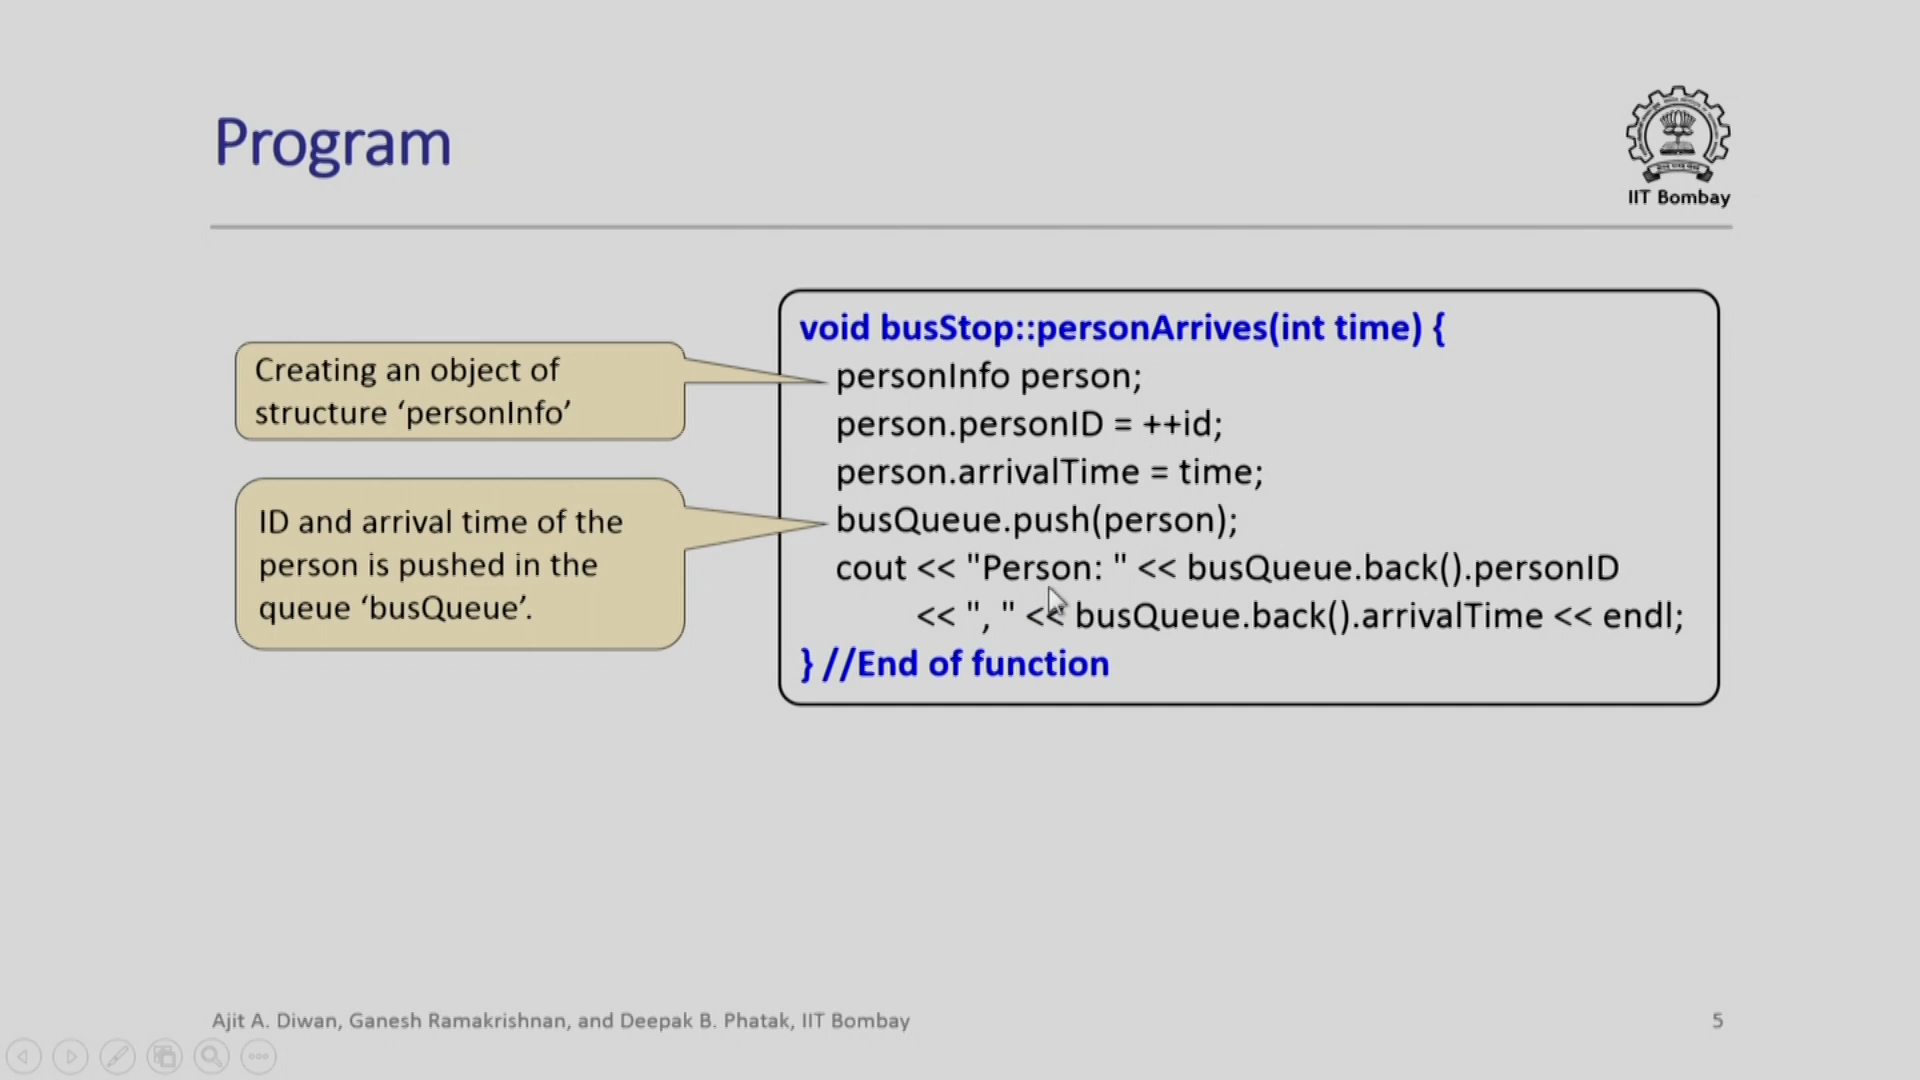 Program
IIT Bombay
Creating an object of
structure ‘personInfo’
ID and arrival time of the
person is pushed in the
queue ‘busQueue’.
void busStop::personArrives(int time) {
personInfo person;
person.personID = ++id;
person.arrivalTime = time;
busQueue.push(person);
cout << "Person: " << busQueue.back().personID
<< ", " << busQueue.back().arrivalTime << endl;
} //End of function
Ajit A. Diwan, Ganesh Ramakrishnan, and Deepak B. Phatak, IIT Bombay
5